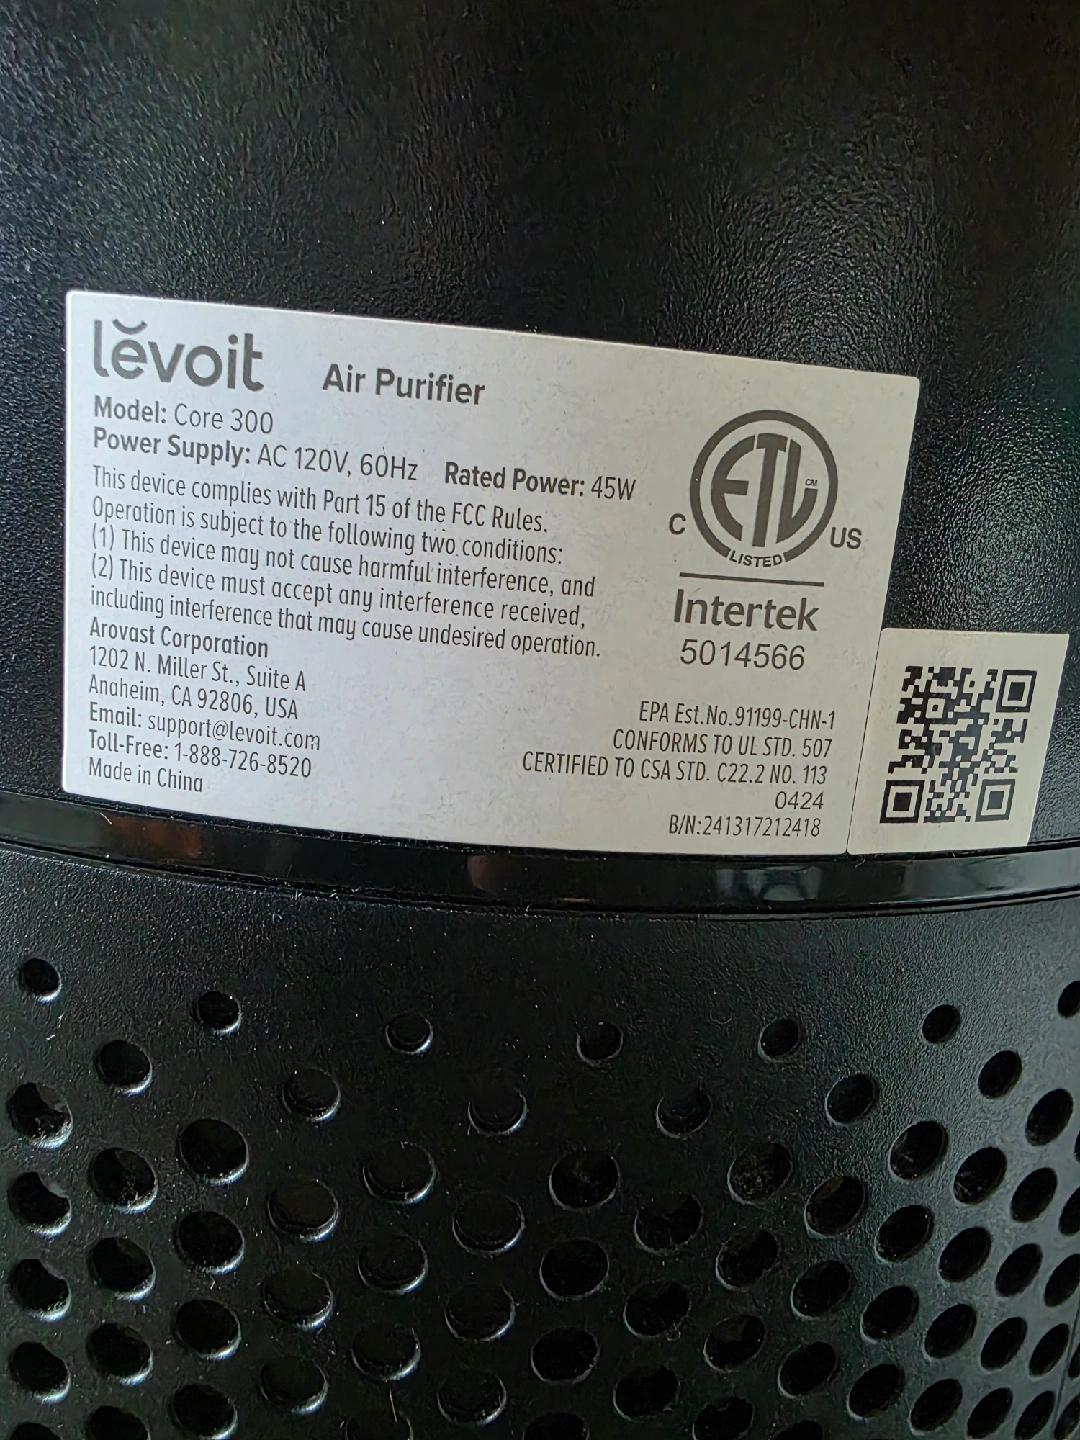 lěvoit Air Purifier
Model: Core 300
Power Supply: AC 120V, 60Hz Rated Power: 45W
This device complies with Part 15 of the FCC Rules.
Operation is subject to the following two conditions:
(1) This device may not cause harmful interference, and
(2) This device must accept any interference received,
including interference that may cause undesired operation.
Arovast Corporation
1202 N. Miller St., Suite A
Anaheim, CA 92806, USA
Email: support@levoit.com
Toll-Free: 1-888-726-8520
Made in China
ETL CM
C US
LISTED
Intertek
5014566
EPA Est.No.91199-CHN-1
CONFORMS TO UL STD. 507
CERTIFIED TO CSA STD. C22.2 NO. 113
0424
B/N:241317212418